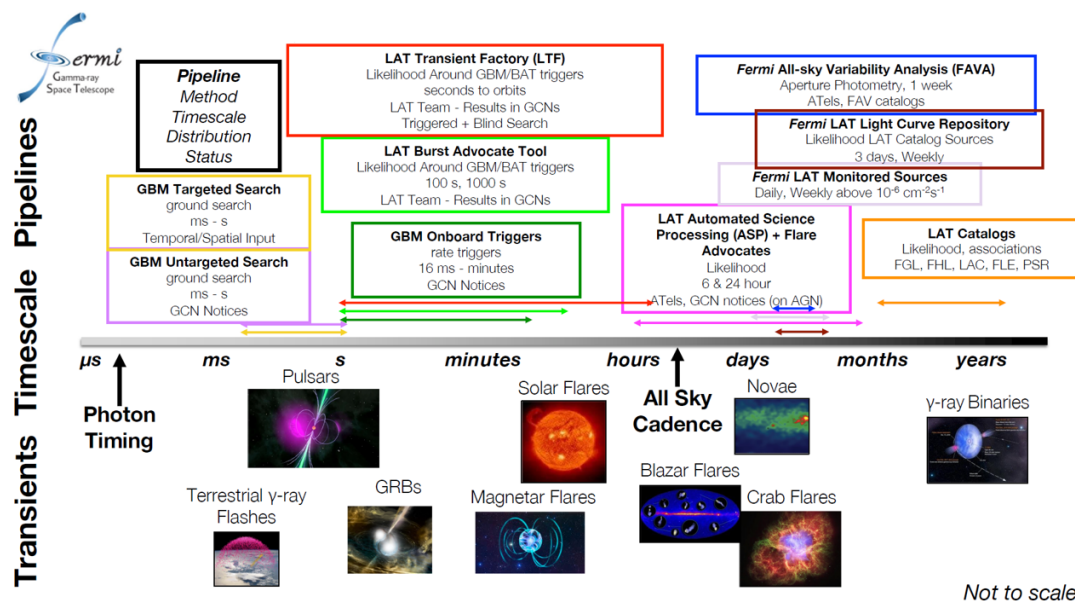 Fermi
Gamma-ray
Space Telescope
Pipelines
Timescale
Transients
Pipeline
Method
Timescale
Distribution
Status
LAT Transient Factory (LTF)
Likelihood Around GBM/BAT triggers
seconds to orbits
LAT Team - Results in GCNs
Triggered + Blind Search
Fermi All-sky Variability Analysis (FAVA)
Aperture Photometry, 1 week
ATels, FAV catalogs
Fermi LAT Light Curve Repository
Likelihood LAT Catalog Sources
3 days, Weekly
LAT Burst Advocate Tool
Likelihood Around GBM/BAT triggers
100 s, 1000 s
LAT Team - Results in GCNs
Fermi LAT Monitored Sources
Daily, Weekly above 10⁻⁶ cm⁻²s⁻¹
GBM Targeted Search
ground search
ms - s
Temporal/Spatial Input
GBM Untargeted Search
ground search
ms - s
GCN Notices
GBM Onboard Triggers
rate triggers
16 ms - minutes
GCN Notices
LAT Automated Science
Processing (ASP) + Flare
Advocates
Likelihood
6 & 24 hour
ATels, GCN notices (on AGN)
LAT Catalogs
Likelihood, associations
FGL, FHL, LAC, FLE, PSR
μs ms s minutes hours days months years
Photon
Timing
All Sky
Cadence
Pulsars
Solar Flares
Novae
γ-ray Binaries
Terrestrial γ-ray
Flashes
GRBs
Magnetar Flares
Blazar Flares
Crab Flares
Not to scale